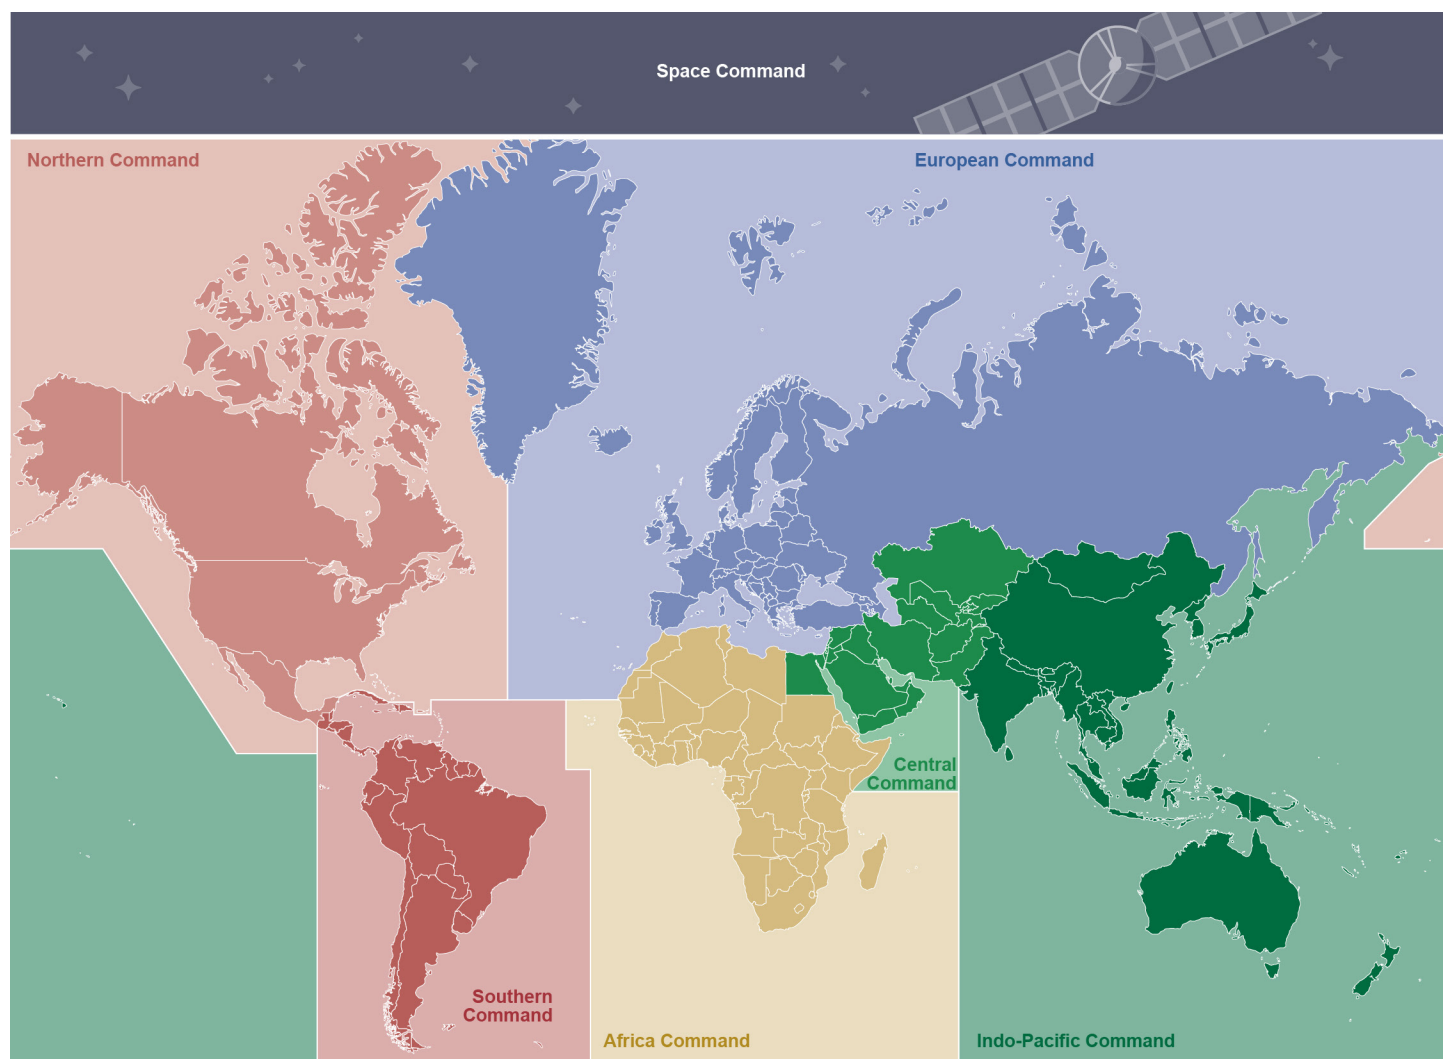 Space Command
Northern Command
European Command
Central
Command
Southern
Command
Africa Command
Indo-Pacific Command